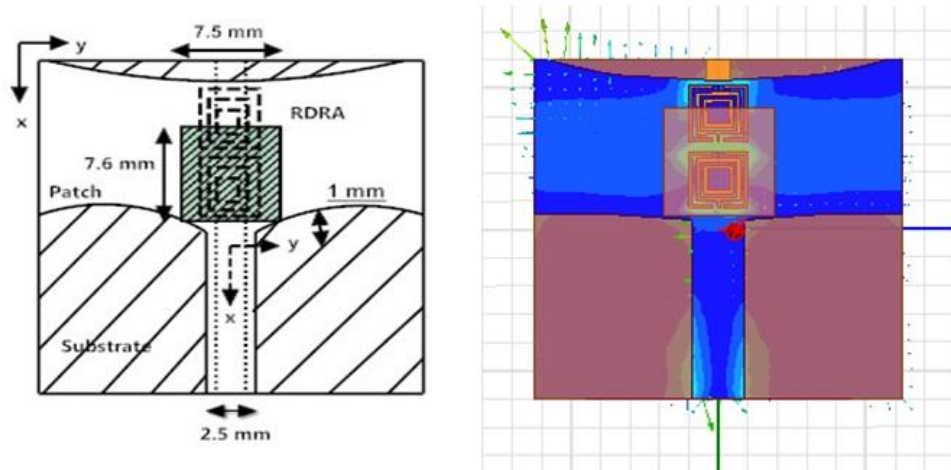 7.5 mm
y
x
RDRA
7.6 mm
Patch
1 mm
y
x
Substrate
2.5 mm